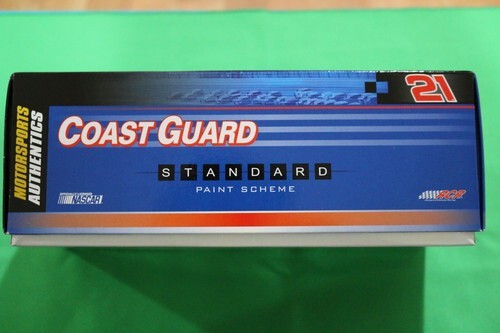 MOTORSPORTS
AUTHENTICS
21
COAST GUARD
STANDARD
PAINT SCHEME
NASCAR
RCR